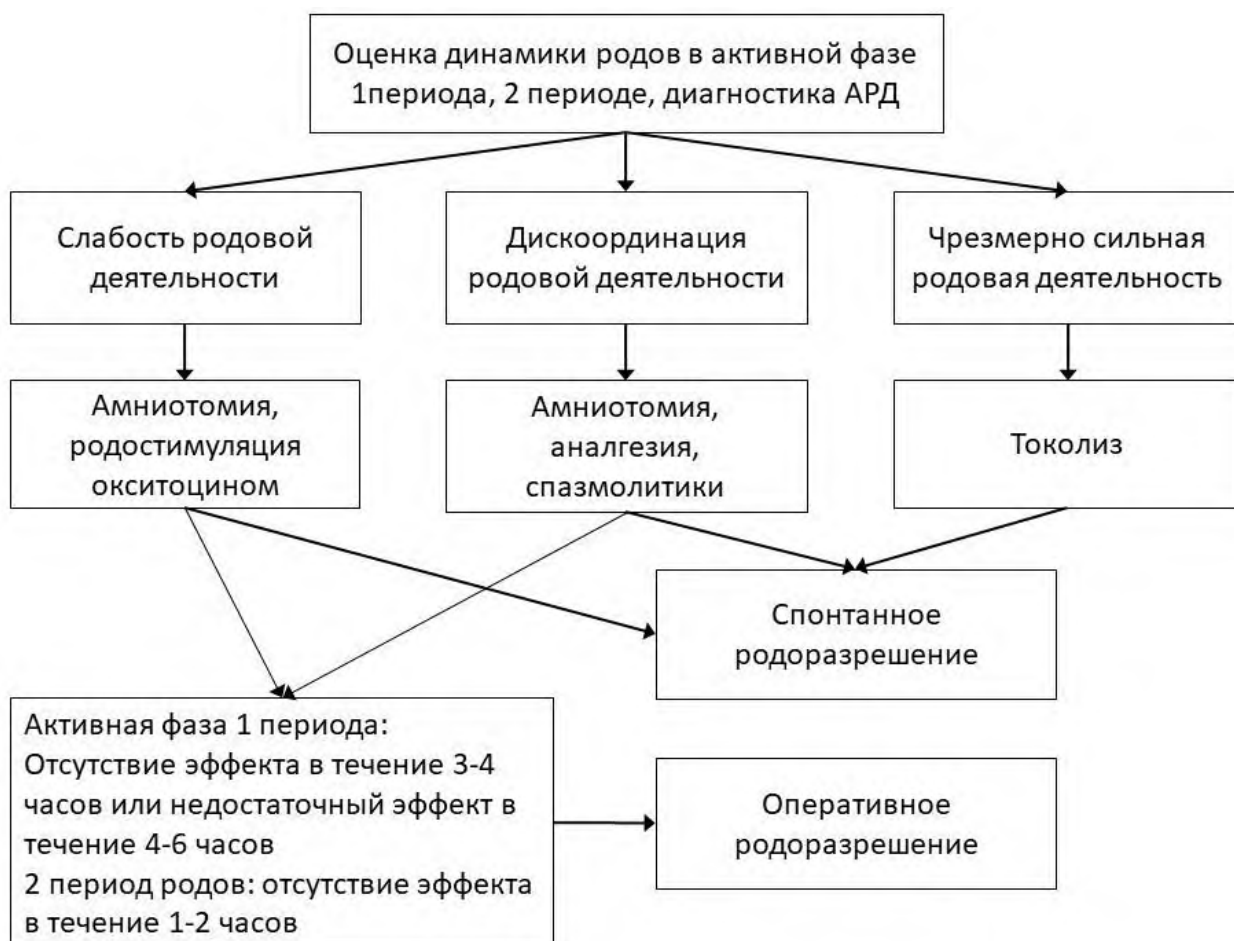 Оценка динамики родов в активной фазе
1периода, 2 периоде, диагностика АРД
Слабость родовой
деятельности
Дискоординация
родовой деятельности
Чрезмерно сильная
родовая деятельность
Амниотомия,
родостимуляция
окситоцином
Амниотомия,
аналгезия,
спазмолитики
Токолиз
Спонтанное
родоразрешение
Активная фаза 1 периода:
Отсутствие эффекта в течение 3-4
часов или недостаточный эффект в
течение 4-6 часов
2 период родов: отсутствие эффекта
в течение 1-2 часов
Оперативное
родоразрешение